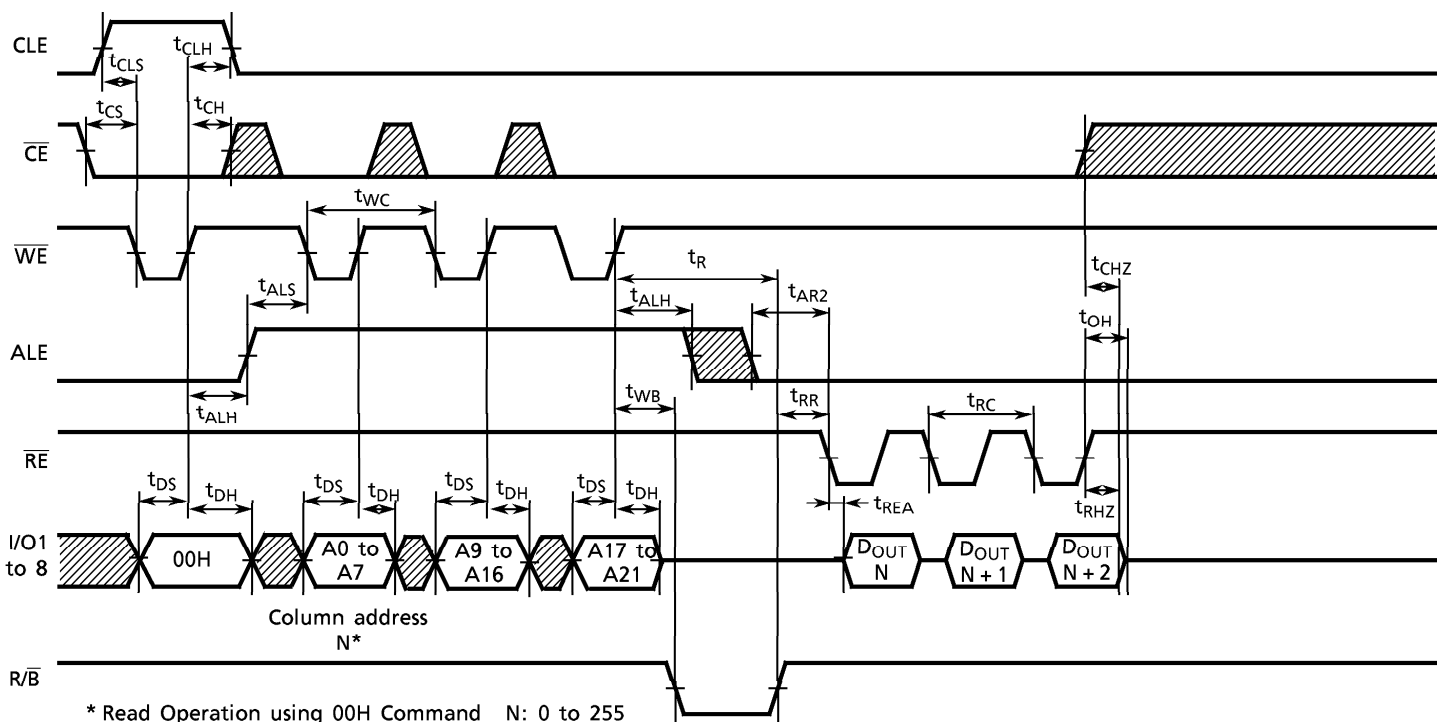 CLE
tCLS
tCLH
CE
tCS
tCH
WE
tWC
tR
tCHZ
ALE
tALS
tALH
tALH
tAR2
tOH
RE
tWB
tRR
tRC
tDS
tDH
tDS
tDH
tDS
tDH
tDS
tDH
tREA
tRHZ
I/O1
to 8
00H
A0 to
A7
A9 to
A16
A17 to
A21
DOUT
N
DOUT
N + 1
DOUT
N + 2
Column address
N*
R/B
* Read Operation using 00H Command N: 0 to 255